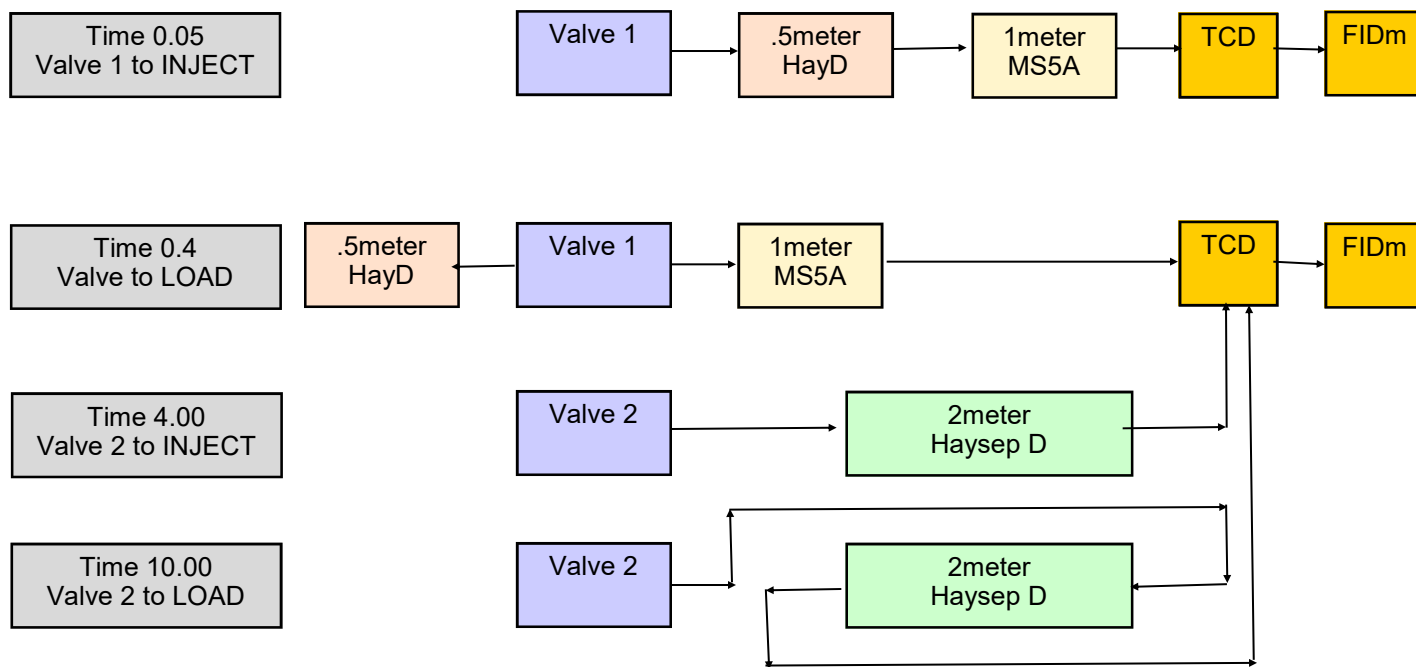 Time 0.05
Valve 1 to INJECT
Valve 1
.5meter
HayD
1meter
MS5A
TCD
FIDm
Time 0.4
Valve to LOAD
.5meter
HayD
Valve 1
1meter
MS5A
TCD
FIDm
Time 4.00
Valve 2 to INJECT
Valve 2
2meter
Haysep D
Time 10.00
Valve 2 to LOAD
Valve 2
2meter
Haysep D